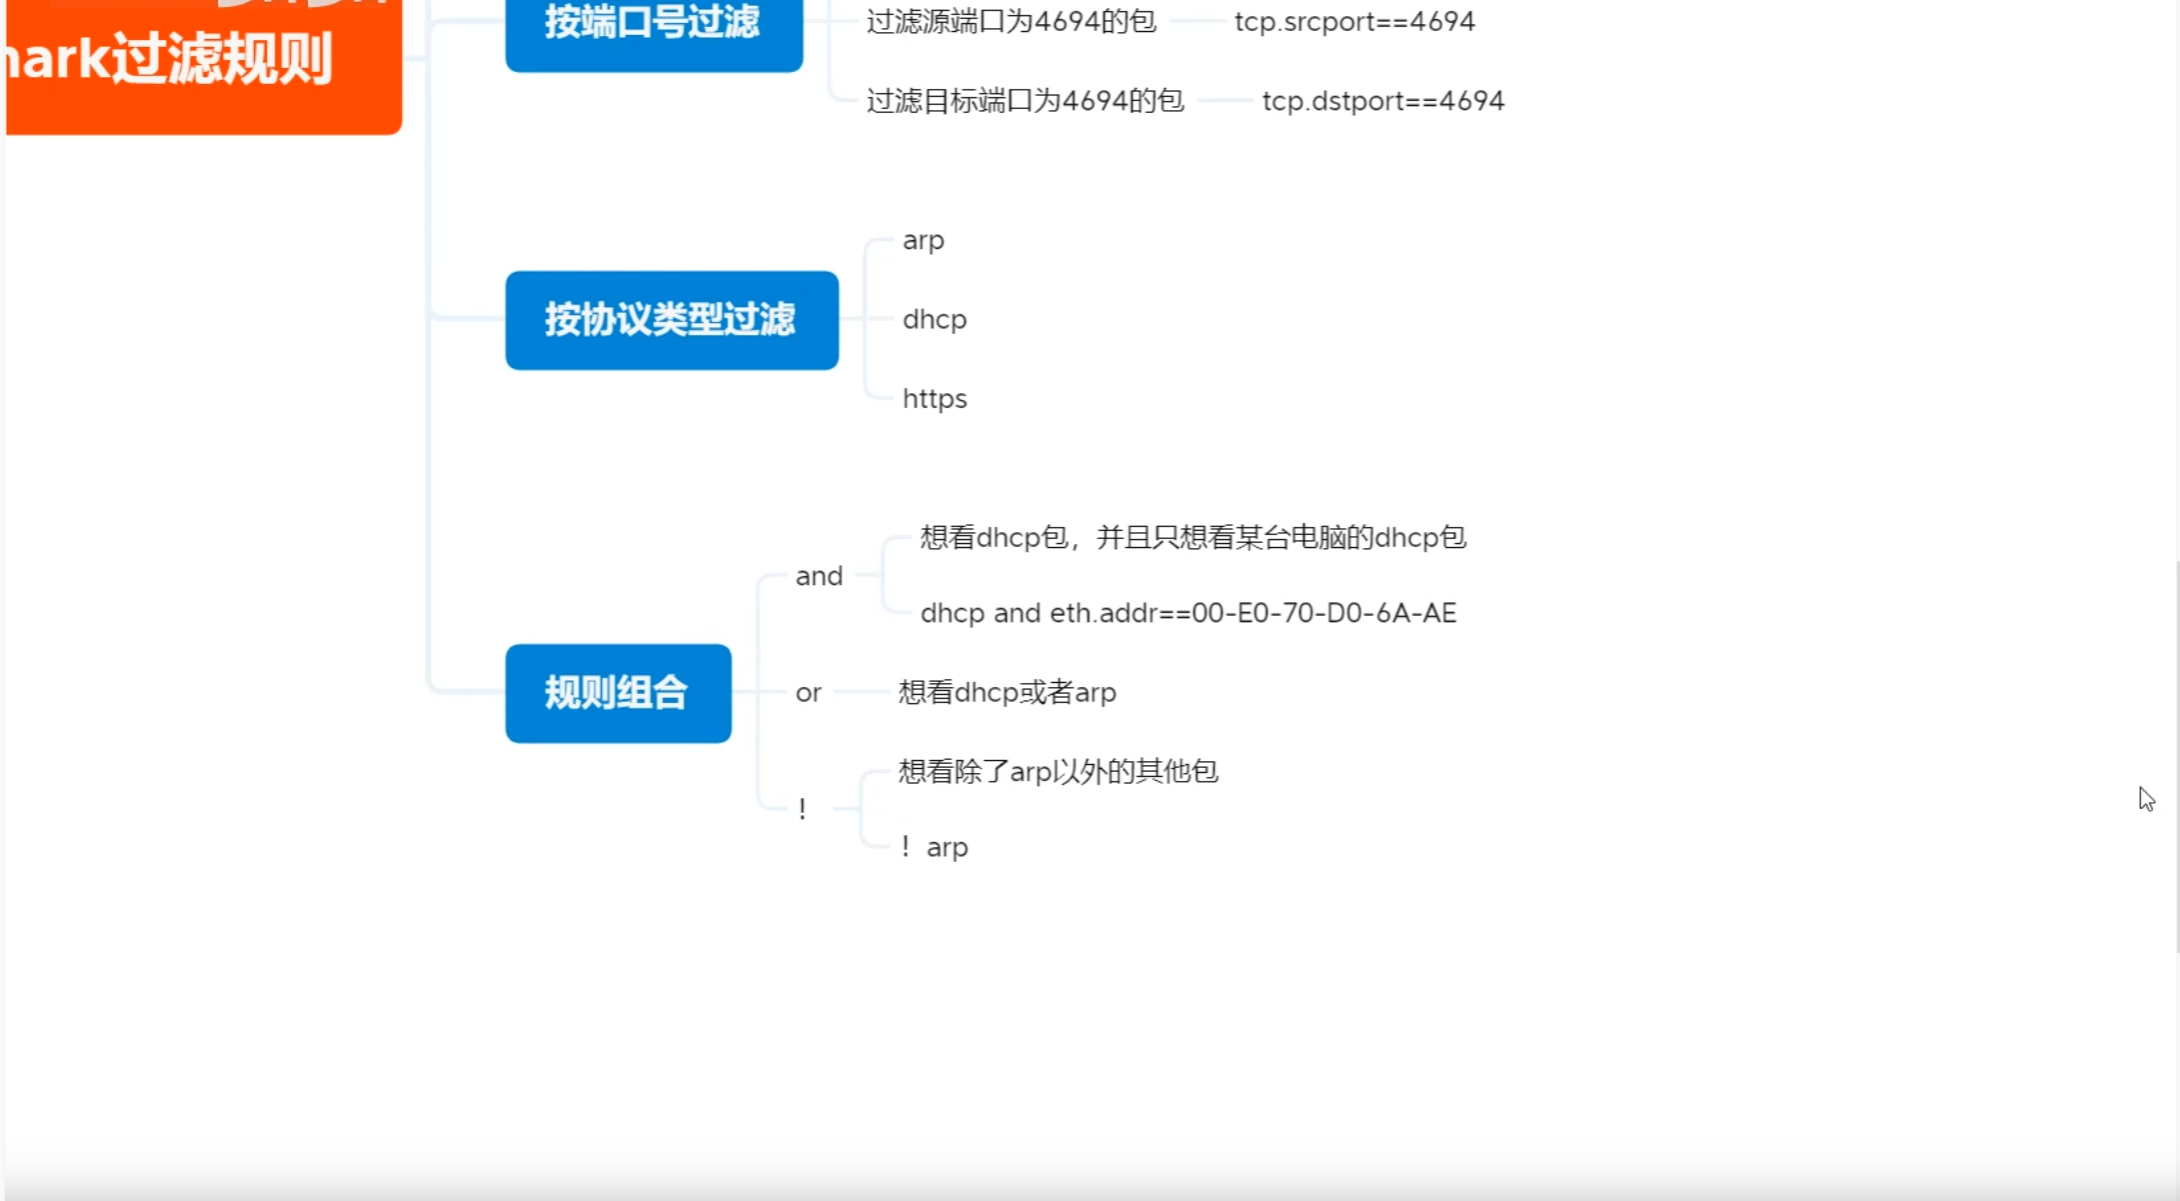 hark过滤规则
按端口号过滤
过滤源端口为4694的包
tcp.srcport==4694
过滤目标端口为4694的包
tcp.dstport==4694
按协议类型过滤
arp
dhcp
https
规则组合
and
想看dhcp包，并且只想看某台电脑的dhcp包
dhcp and eth.addr==00-E0-70-D0-6A-AE
or
想看dhcp或者arp
！
想看除了arp以外的其他包
！arp